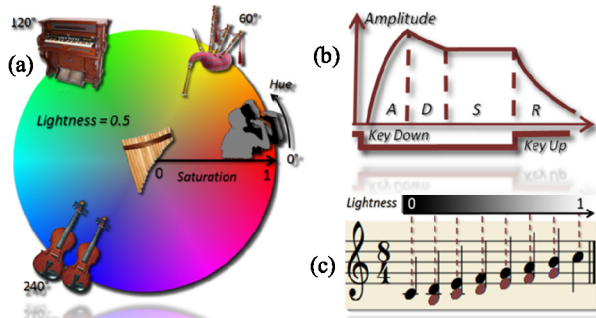 (a)
120°
60°
Hue
Lightness = 0.5
0°
0
1
Saturation
240°
(b)
Amplitude
A
D
S
R
Key Down
Key Up
(c)
Lightness
0
1
8
4